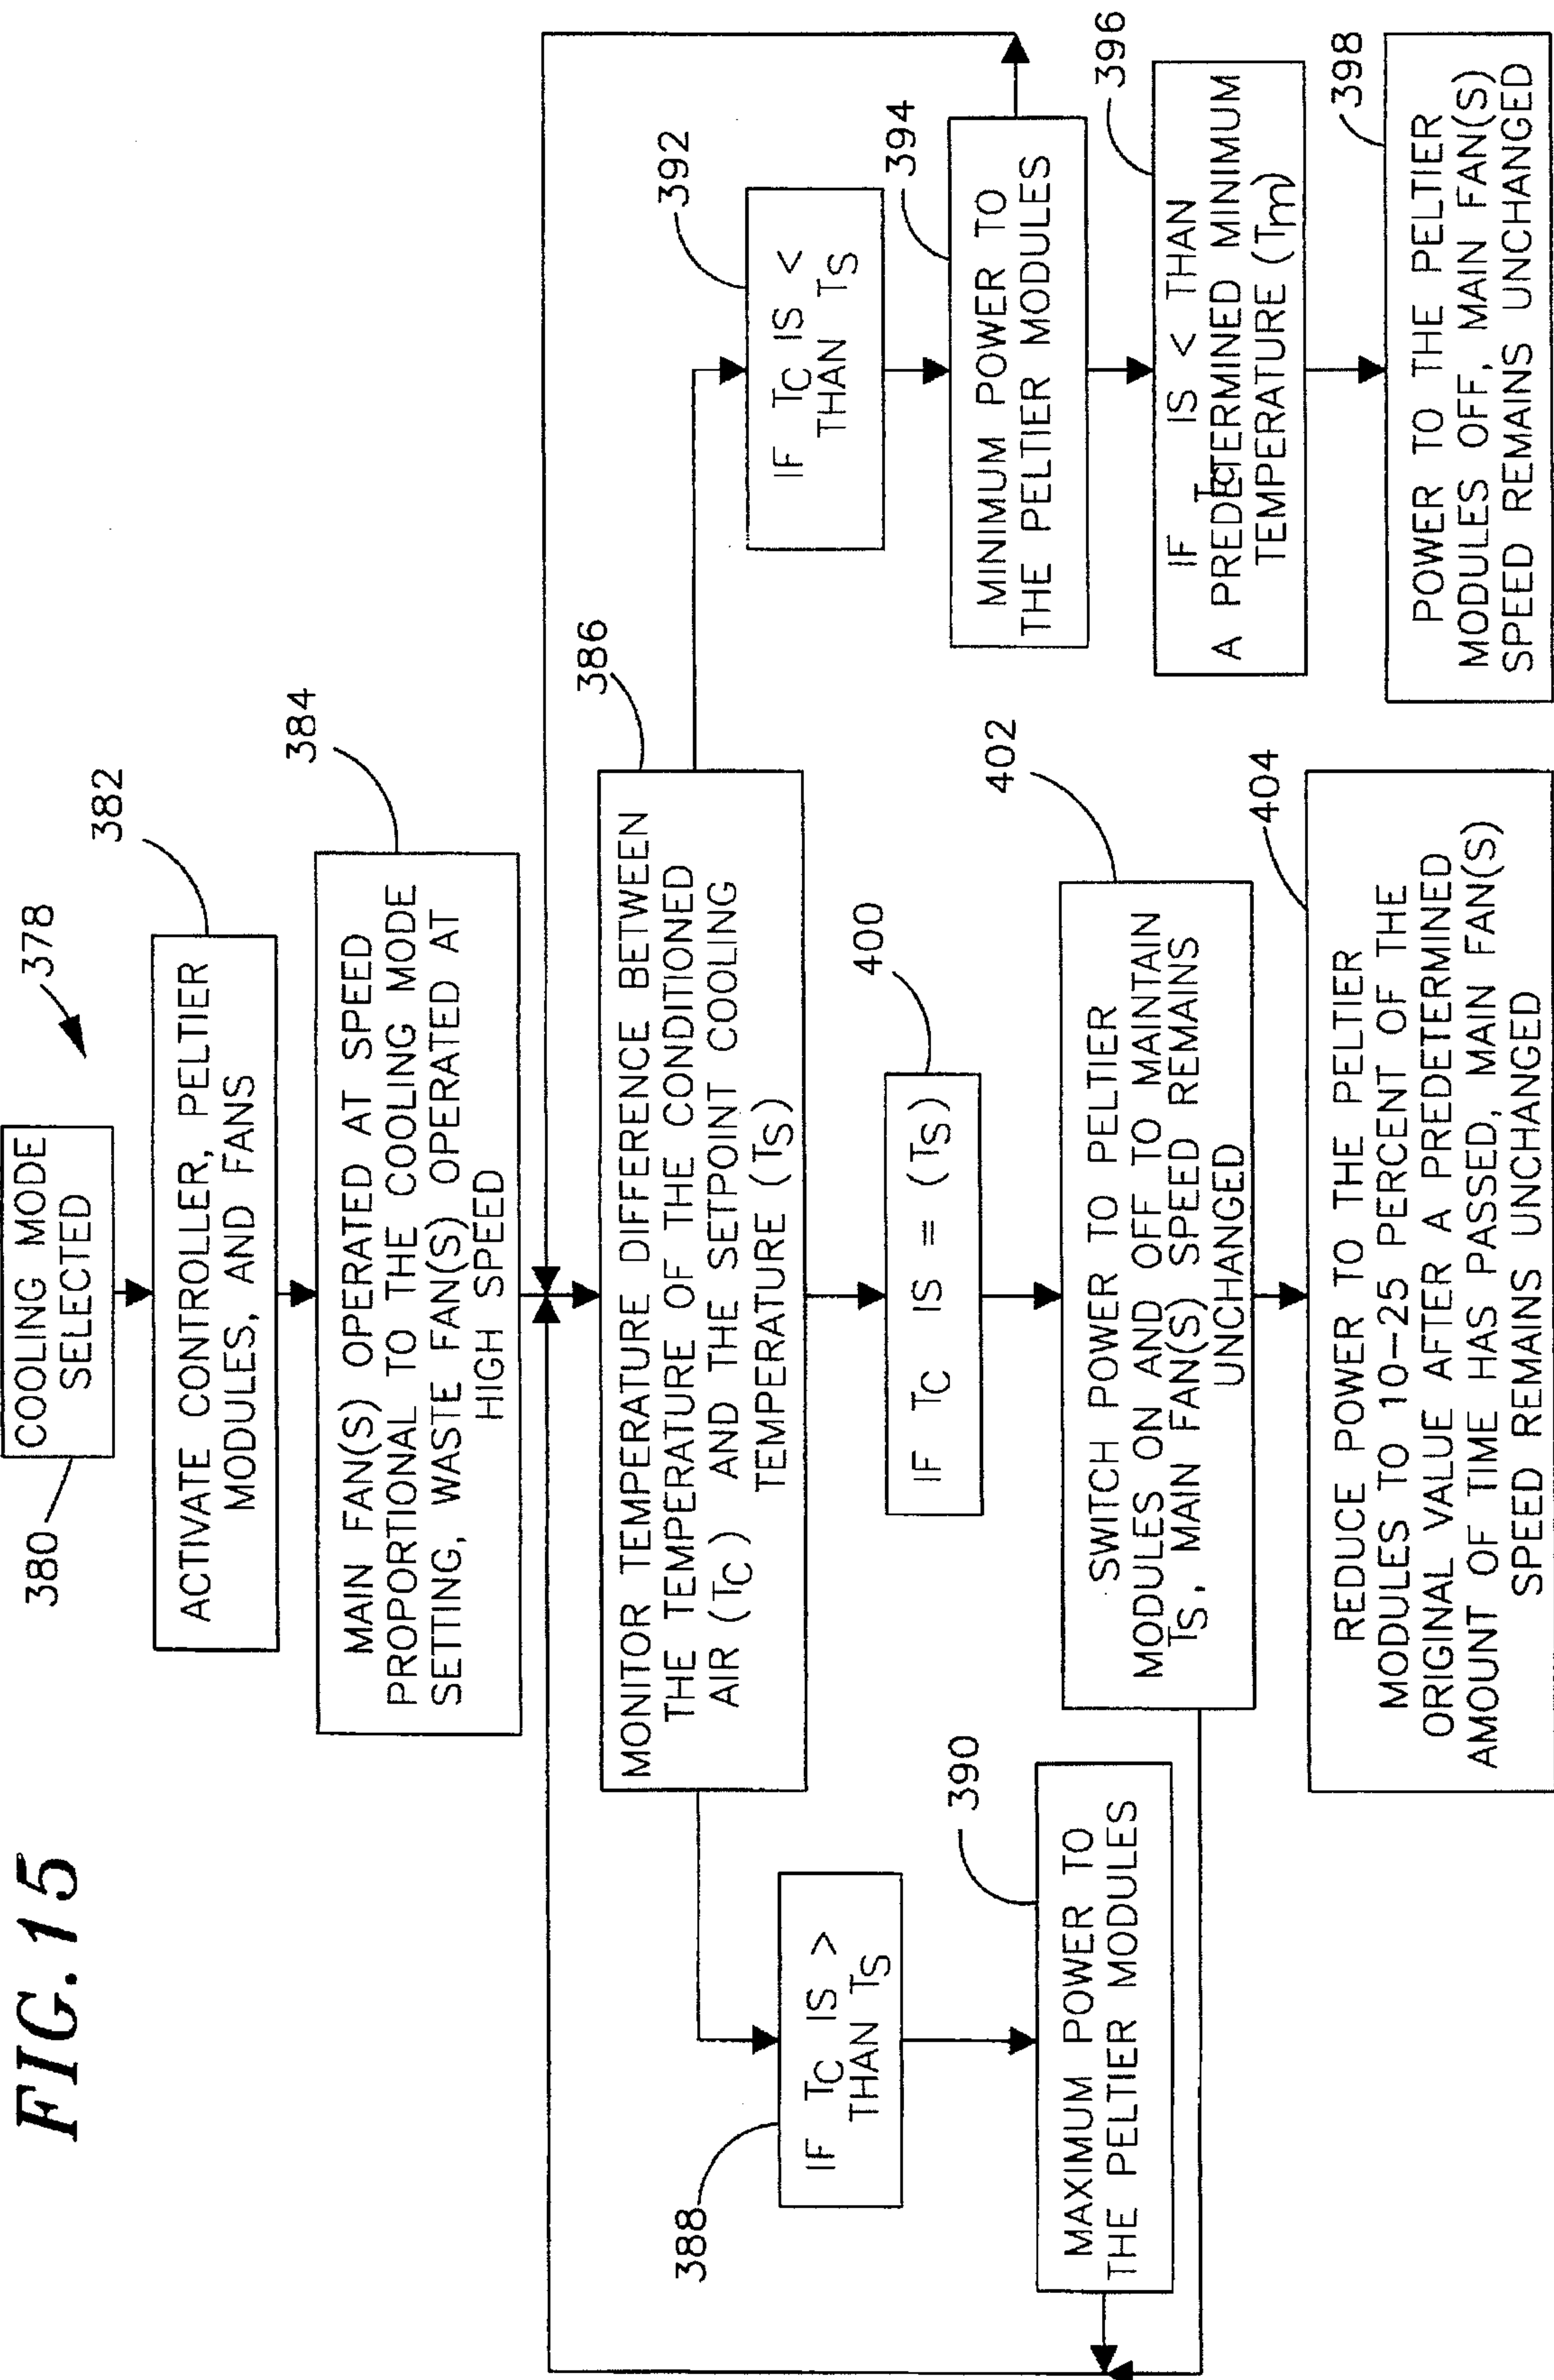 FIG.15
378
COOLING MODE
SELECTED
380
ACTIVATE CONTROLLER, PELTIER
MODULES, AND FANS
382
MAIN FAN(S) OPERATED AT SPEED
PROPORTIONAL TO THE COOLING MODE
SETTING, WASTE FAN(S) OPERATED AT
HIGH SPEED
384
MONITOR TEMPERATURE DIFFERENCE BETWEEN
THE TEMPERATURE OF THE CONDITIONED
AIR (TC) AND THE SETPOINT COOLING
TEMPERATURE (TS)
386
388
IF TC IS >
THAN TS
MAXIMUM POWER TO
THE PELTIER MODULES
390
IF TC IS = (TS)
400
SWITCH POWER TO PELTIER
MODULES ON AND OFF TO MAINTAIN
TS, MAIN FAN(S) SPEED REMAINS
UNCHANGED
402
REDUCE POWER TO THE PELTIER
MODULES TO 10-25 PERCENT OF THE
ORIGINAL VALUE AFTER A PREDETERMINED
AMOUNT OF TIME HAS PASSED, MAIN FAN(S)
SPEED REMAINS UNCHANGED
404
IF TC IS <
THAN TS
392
MINIMUM POWER TO
THE PELTIER MODULES
394
IF TC IS < THAN
A PREDETERMINED MINIMUM
TEMPERATURE (Tm)
396
POWER TO THE PELTIER
MODULES OFF, MAIN FAN(S)
SPEED REMAINS UNCHANGED
398